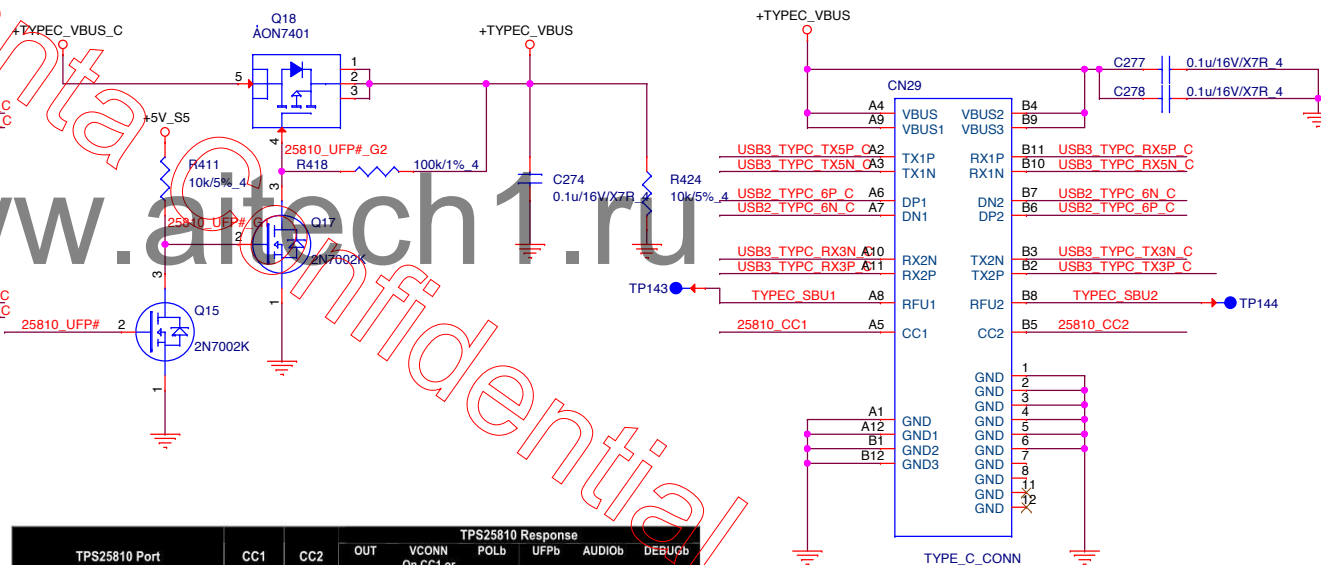 Q18
AON7401
+TYPEC_VBUS_C
+TYPEC_VBUS
5
1
2
3
4
+5V_S5
25810_UFP#_G2
R418
100k/1%_4
R411
10k/5%_4
25810_UFP#_G1
3
2
Q17
2N7002K
1
C274
0.1u/16V/X7R_4
R424
10k/5%_4
3
25810_UFP#
2
Q15
2N7002K
1
+TYPEC_VBUS
C277
0.1u/16V/X7R_4
C278
0.1u/16V/X7R_4
CN29
A4 VBUS VBUS2 B4
A9 VBUS1 VBUS3 B9
USB3_TYPC_TX5P_C A2 TX1P RX1P B11 USB3_TYPC_RX5P_C
USB3_TYPC_TX5N_C A3 TX1N RX1N B10 USB3_TYPC_RX5N_C
USB2_TYPC_6P_C A6 DP1 DN2 B7 USB2_TYPC_6N_C
USB2_TYPC_6N_C A7 DN1 DP2 B6 USB2_TYPC_6P_C
USB3_TYPC_RX3N_C A10 RX2N TX2N B3 USB3_TYPC_TX3N_C
USB3_TYPC_RX3P_C A11 RX2P TX2P B2 USB3_TYPC_TX3P_C
TP143 TYPEC_SBU1 A8 RFU1 RFU2 B8 TYPEC_SBU2 TP144
25810_CC1 A5 CC1 CC2 B5 25810_CC2
GND 1
GND 2
GND 3
A1 GND GND 4
A12 GND1 GND 5
B1 GND2 GND 6
B12 GND3 GND 7
GND 8
GND 11
GND 12
TYPE_C_CONN
www.aitech1.ru
Confidential
TPS25810 Response
TPS25810 Port CC1 CC2 OUT VCONN POLb UFPb AUDIOb DEBUGb
On CC1 or